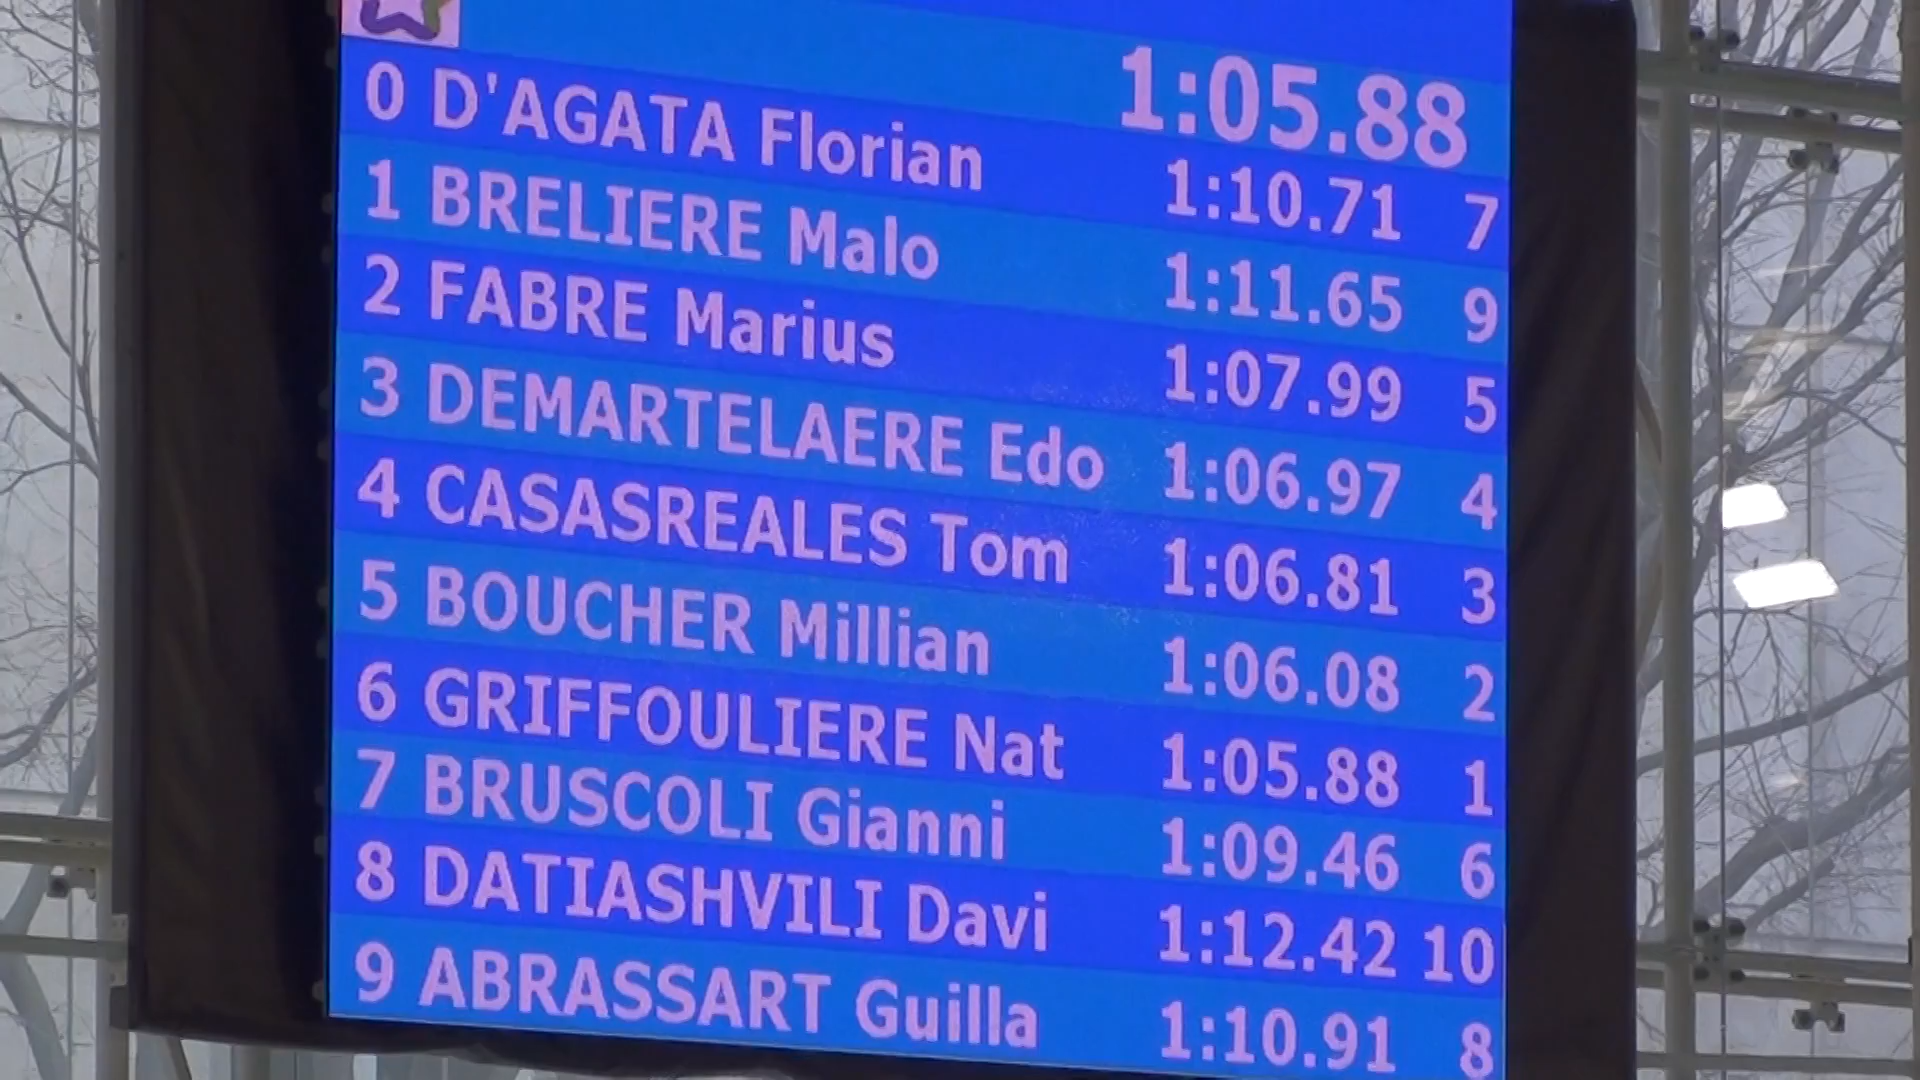 1:05.88
0 D'AGATA Florian 1:10.71 7
1 BRELIERE Malo 1:11.65 9
2 FABRE Marius 1:07.99 5
3 DEMARTELAERE Edo 1:06.97 4
4 CASASREALES Tom 1:06.81 3
5 BOUCHER Millian 1:06.08 2
6 GRIFFOULIERE Nat 1:05.88 1
7 BRUSCOLI Gianni 1:09.46 6
8 DATIASHVILI Davi 1:12.42 10
9 ABRASSART Guilla 1:10.91 8